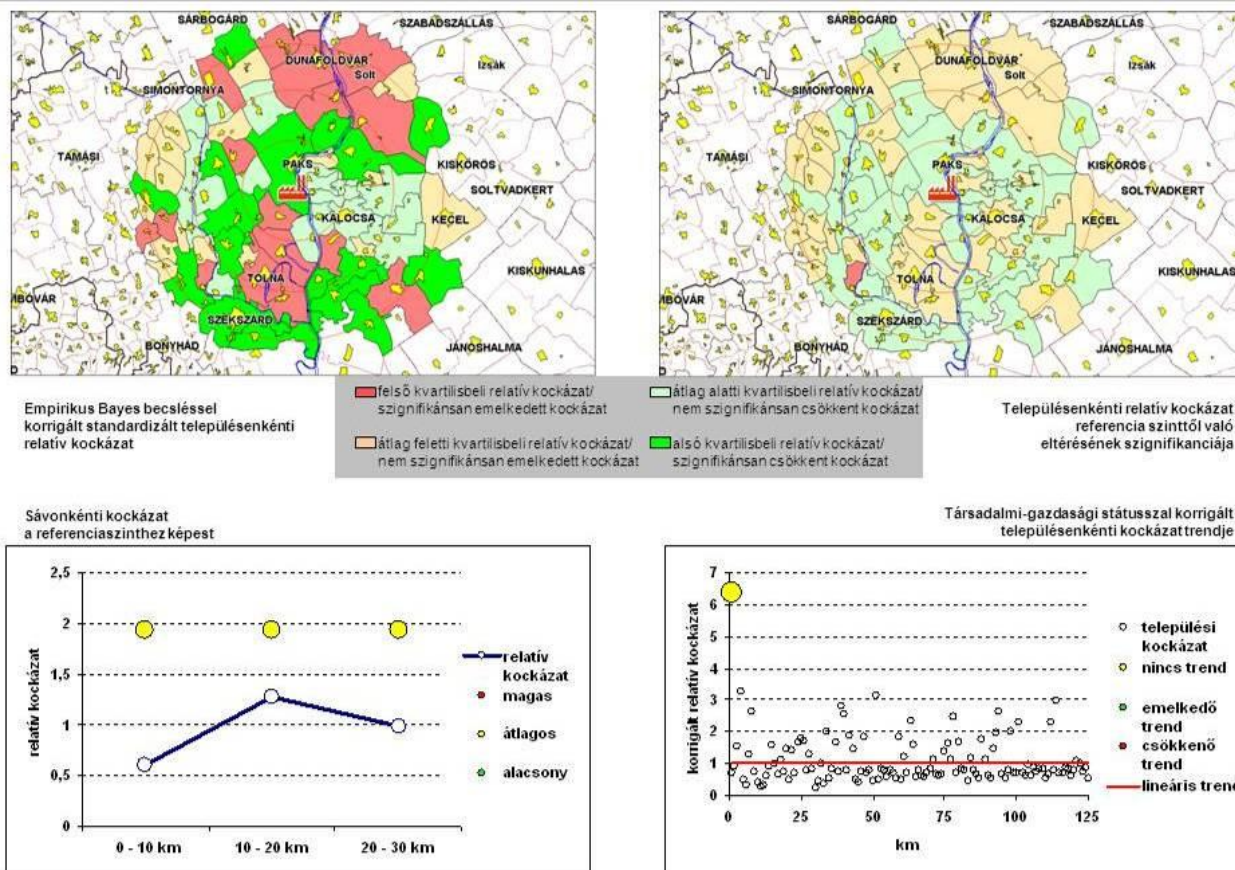 SÁRBOGÁRD
SZABADSZÁLLÁS
DUNAFÖLDVÁR
Izsák
Solt
SIMONTORNYA
TAMÁSI
PAKS
KISKŐRÖS
SOLTVADKERT
KALOCSA
KECEL
KISKUNHALAS
TOLNA
MBOVÁR
SZEKSZÁRD
BONYHÁD
JÁNOSHALMA
SÁRBOGÁRD
SZABADSZÁLLÁS
DUNAFÖLDVÁR
Izsák
Solt
SIMONTORNYA
TAMÁSI
PAKS
KISKŐRÖS
SOLTVADKERT
KALOCSA
KECEL
KISKUNHALAS
TOLNA
MBOVÁR
SZEKSZÁRD
BONYHÁD
JÁNOSHALMA
Empirikus Bayes becsléssel
korrigált standardizált településenkénti
relatív kockázat
felső kvartilisbeli relatív kockázat/
szignifikánsan emelkedett kockázat
átlag feletti kvartilisbeli relatív kockázat/
nem szignifikánsan emelkedett kockázat
átlag alatti kvartilisbeli relatív kockázat/
nem szignifikánsan csökkent kockázat
alsó kvartilisbeli relatív kockázat/
szignifikánsan csökkent kockázat
Településenkénti relatív kockázat
referencia szinttől való
eltérésének szignifikanciája
Sávonkénti kockázat
a referenciaszinthez képest
2,5
2
1,5
1
0,5
0
relatív kockázat
0 - 10 km
10 - 20 km
20 - 30 km
relatív
kockázat
magas
átlagos
alacsony
Társadalmi-gazdasági státusszal korrigált
településenkénti kockázat trendje
7
6
5
4
3
2
1
0
korrigált relatív kockázat
0
25
50
75
100
125
km
települési
kockázat
nincs trend
emelkedő
trend
csökkenő
trend
lineáris trend